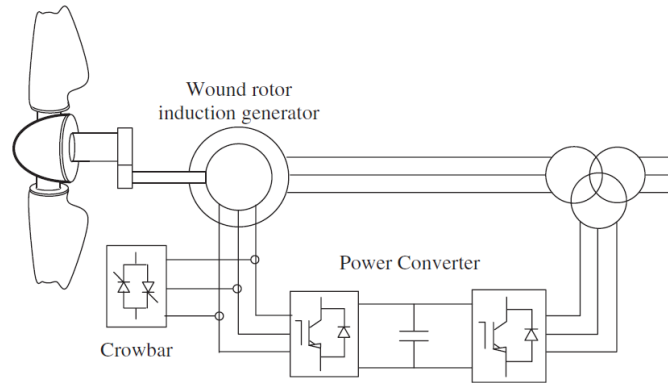 Wound rotor
induction generator
Power Converter
Crowbar